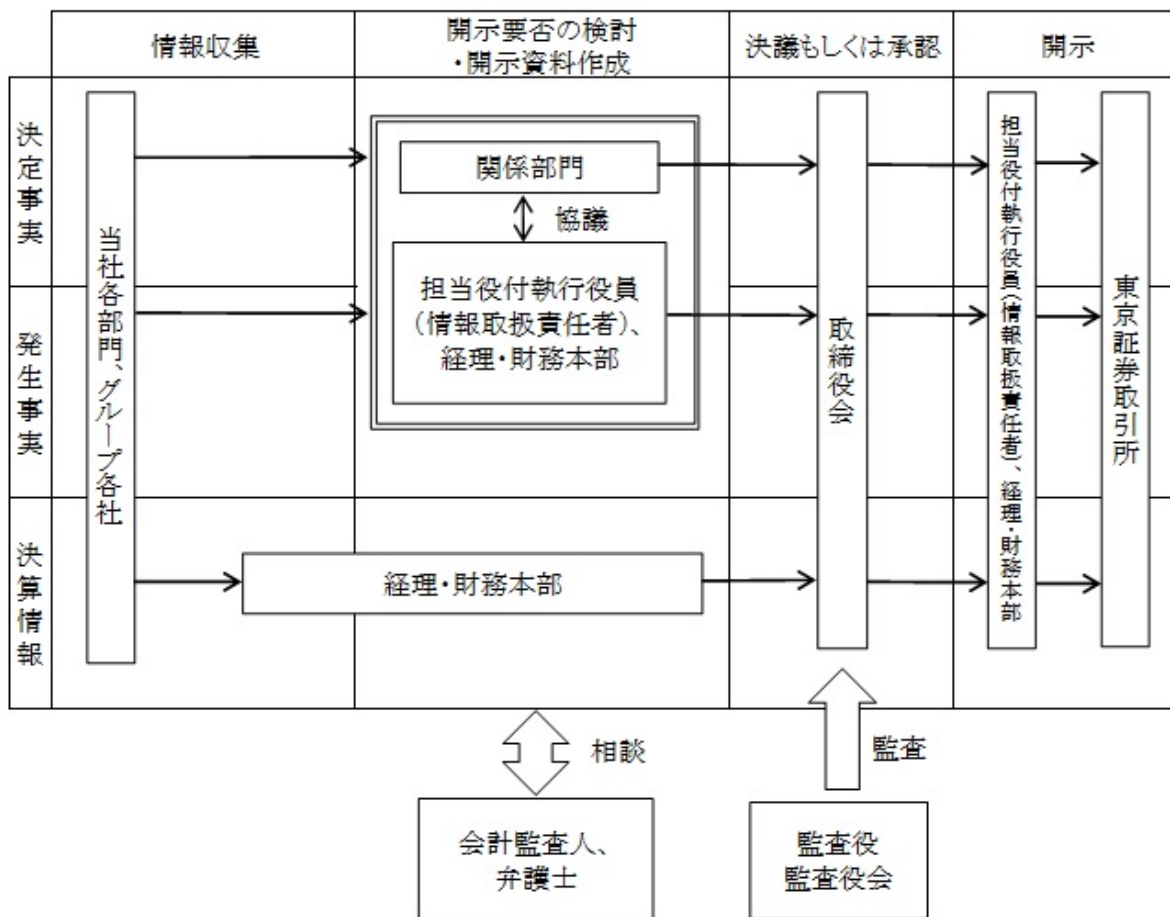 情報収集
開示要否の検討
・開示資料作成
決議もしくは承認
開示
決定事実
発生事実
決算情報
当社各部門、グループ各社
関係部門
協議
担当役付執行役員
(情報取扱責任者)、
経理・財務本部
経理・財務本部
取締役会
担当役付執行役員(情報取扱責任者)、経理・財務本部
東京証券取引所
相談
監査
会計監査人、
弁護士
監査役
監査役会